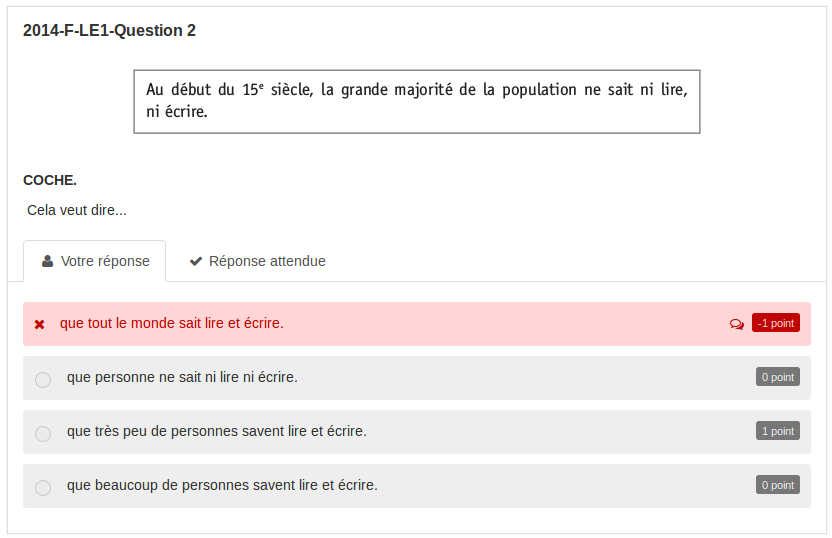 2014-F-LE1-Question 2
Au début du 15e siècle, la grande majorité de la population ne sait ni lire,
ni écrire.
COCHE.
Cela veut dire...
Votre réponse Réponse attendue
que tout le monde sait lire et écrire. -1 point
que personne ne sait ni lire ni écrire. 0 point
que très peu de personnes savent lire et écrire. 1 point
que beaucoup de personnes savent lire et écrire. 0 point